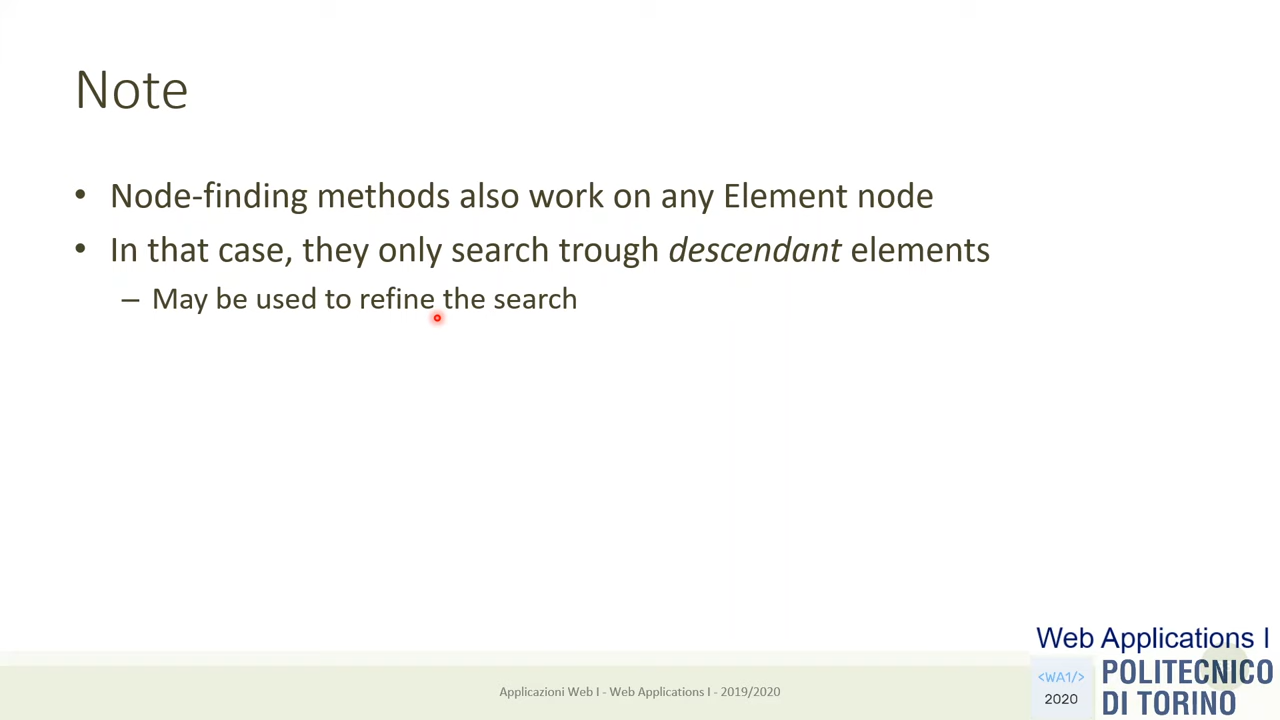 Note
• Node-finding methods also work on any Element node
• In that case, they only search trough descendant elements
– May be used to refine the search
Web Applications I
<WA1/>
2020
POLITECNICO
DI TORINO
Applicazioni Web I - Web Applications I - 2019/2020